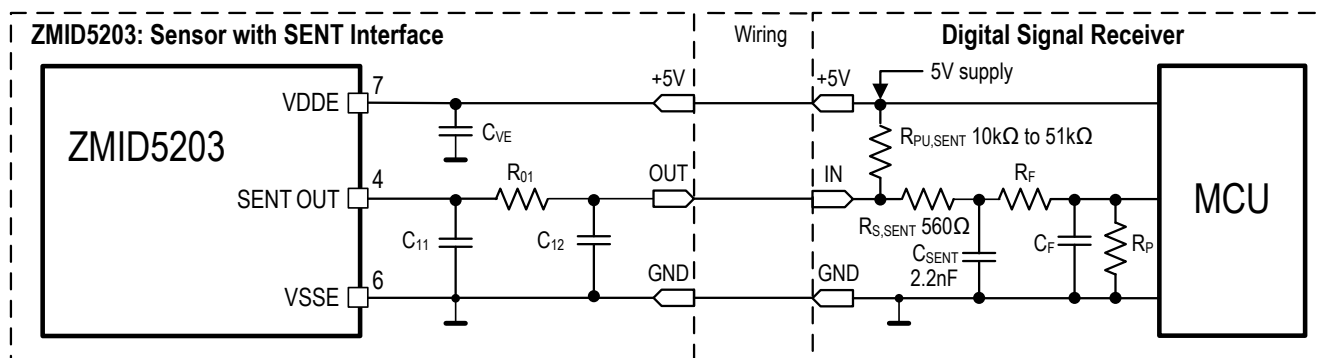 ZMID5203: Sensor with SENT Interface
Wiring
Digital Signal Receiver
ZMID5203
VDDE
7
+5V
+5V
5V supply
CVE
RPU,SENT 10kΩ to 51kΩ
SENT OUT
4
R01
OUT
IN
RF
MCU
C11
C12
RS,SENT 560Ω
CSENT
2.2nF
CF
RP
VSSE
6
GND
GND